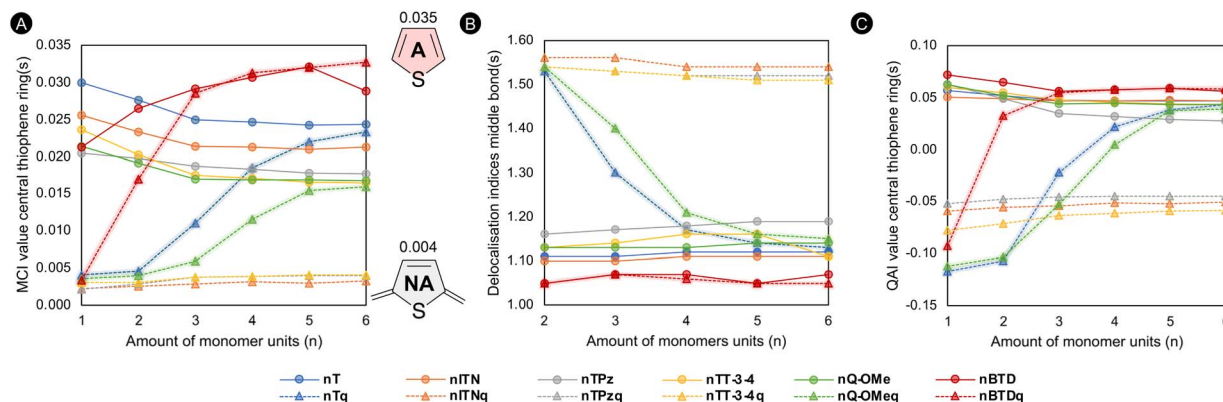 A
MCI value central thiophene ring(s)
0.035
0.030
0.025
0.020
0.015
0.010
0.005
0.000
1 2 3 4 5 6
Amount of monomer units (n)
0.035
A
S
0.004
NA
S
B
Delocalisation indices middle bond(s)
1.60
1.50
1.40
1.30
1.20
1.10
1.00
2 3 4 5 6
Amount of monomers units (n)
C
QAI value central thiophene ring(s)
0.10
0.05
0.00
-0.05
-0.10
-0.15
1 2 3 4 5
Amount of monomer units (n)
nT nITN nTPz nTT-3-4 nQ-OMe nBTD
nTq nITNq nTPzq nTT-3-4q nQ-OMeq nBTDq